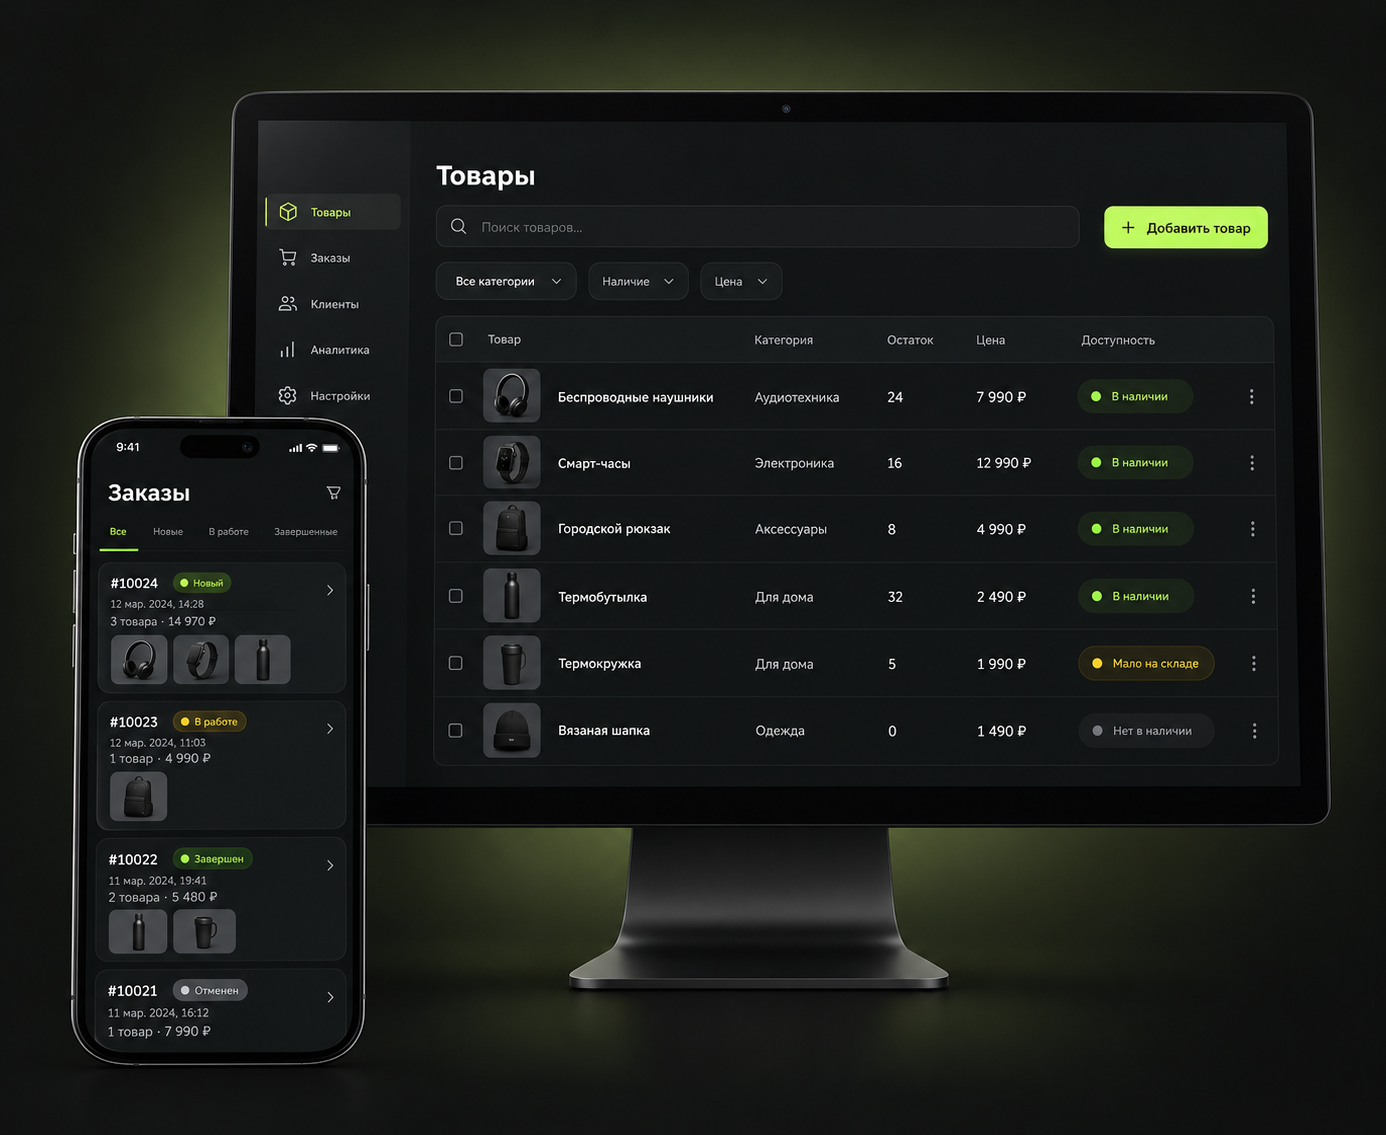 Товары
Заказы
Клиенты
Аналитика
Настройки
Товары
Поиск товаров...
+ Добавить товар
Все категории Наличие Цена
Товар Категория Остаток Цена Доступность
Беспроводные наушники Аудиотехника 24 7 990 ₽ В наличии
Смарт-часы Электроника 16 12 990 ₽ В наличии
Городской рюкзак Аксессуары 8 4 990 ₽ В наличии
Термобутылка Для дома 32 2 490 ₽ В наличии
Термокружка Для дома 5 1 990 ₽ Мало на складе
Вязаная шапка Одежда 0 1 490 ₽ Нет в наличии
9:41
Заказы
Все Новые В работе Завершенные
#10024 Новый
12 мар. 2024, 14:28
3 товара · 14 970 ₽
#10023 В работе
12 мар. 2024, 11:03
1 товар · 4 990 ₽
#10022 Завершен
11 мар. 2024, 19:41
2 товара · 5 480 ₽
#10021 Отменен
11 мар. 2024, 16:12
1 товар · 7 990 ₽